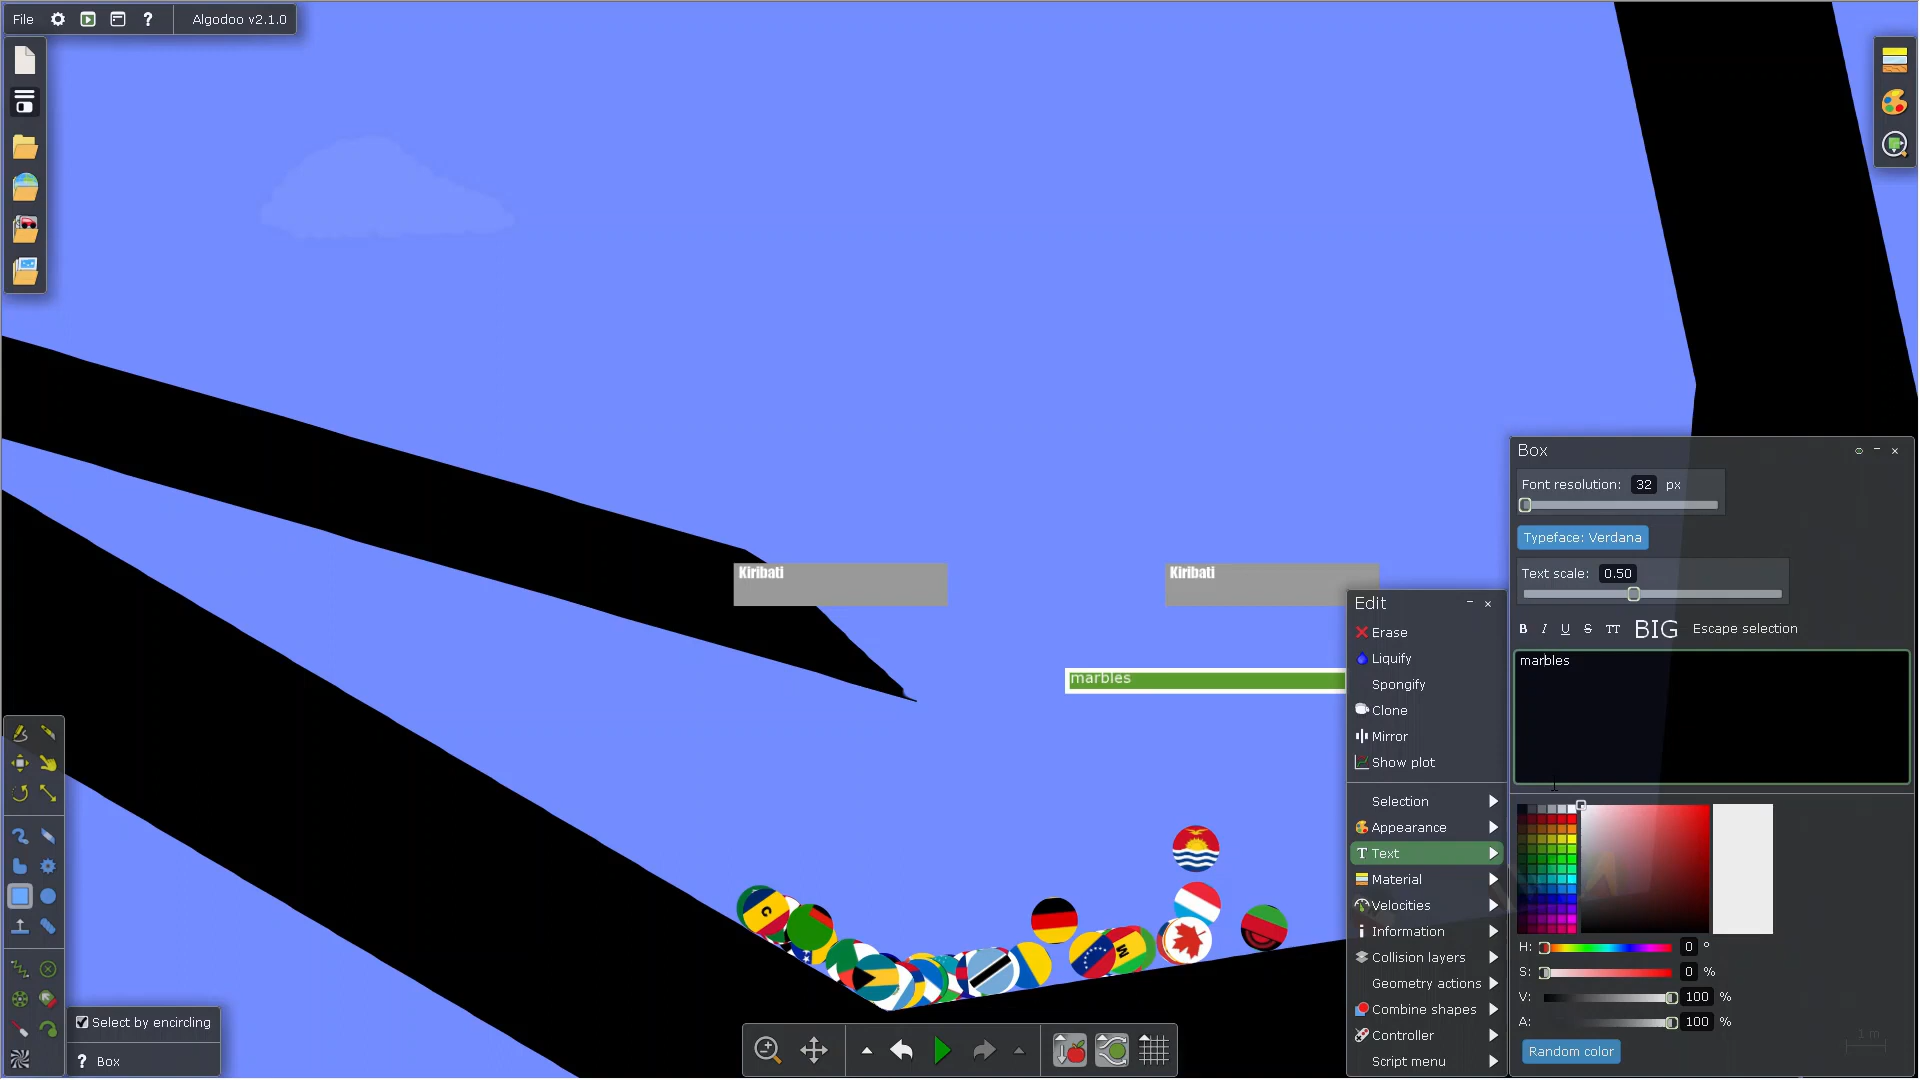 File
? Algodoo v2.1.0
Kiribati
Kiribati
marbles
G
M
Edit
Erase
Liquify
Spongify
Clone
Mirror
Show plot
Selection
Appearance
T Text
Material
Velocities
Information
Collision layers
Geometry actions
Combine shapes
Controller
Script menu
Box
Font resolution: 32 px
Typeface: Verdana
Text scale: 0.50
B I U S TT BIG Escape selection
marbles
H: 0 °
S: 0 %
V: 100 %
A: 100 %
Random color
1 m
Select by encircling
? Box